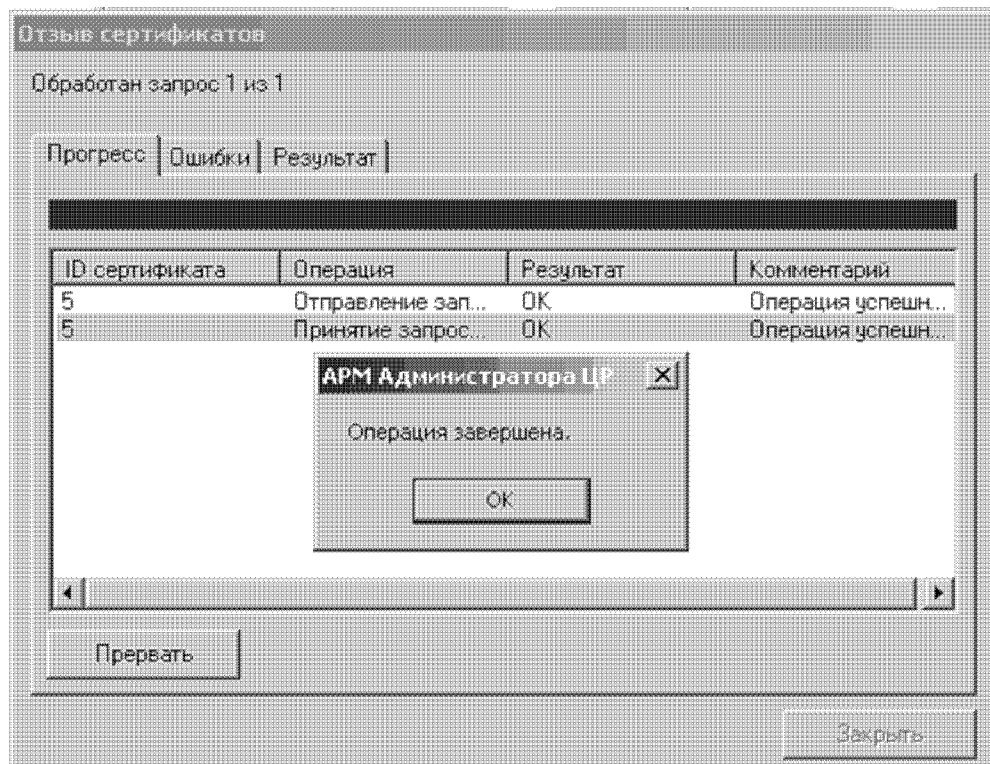 Отзыв сертификатов
Обработан запрос 1 из 1
Прогресс Ошибки Результат
ID сертификата Операция Результат Комментарий
5 Отправление зап... OK Операция успешн...
5 Принятие запрос... OK Операция успешн...
АРМ Администратора ЦР
Операция завершена.
OK
Прервать
Закрыть